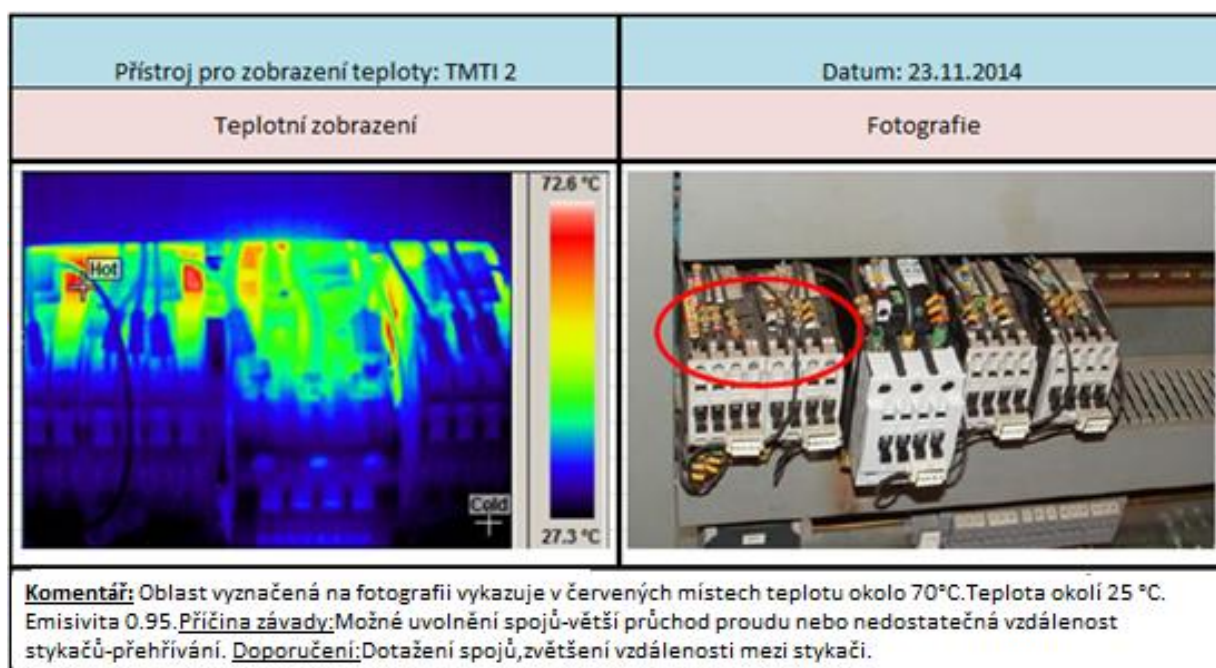 Přístroj pro zobrazení teploty: TMTI 2
Datum: 23.11.2014
Teplotní zobrazení
Fotografie
72.6 °C
Hot
Cold
27.3 °C
Komentář: Oblast vyznačená na fotografii vykazuje v červených místech teplotu okolo 70°C.Teplota okolí 25 °C.
Emisivita 0.95.Příčina závady:Možné uvolnění spojů-větší průchod proudu nebo nedostatečná vzdálenost
stykačů-přehřívání. Doporučení:Dotažení spojů,zvětšení vzdálenosti mezi stykači.